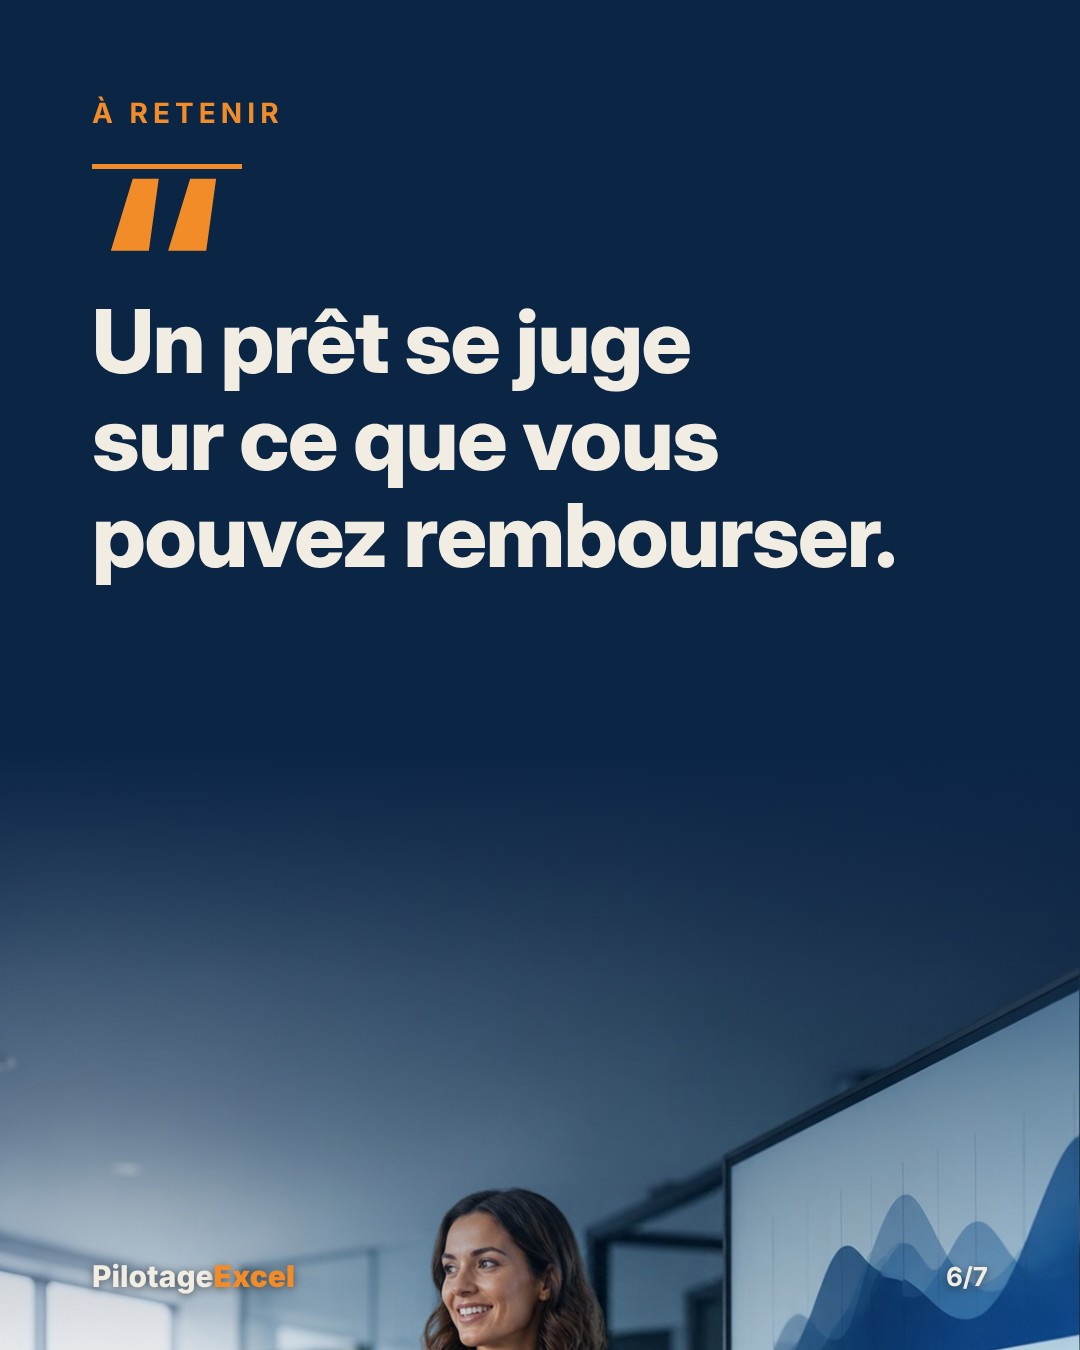 À RETENIR
"
Un prêt se juge
sur ce que vous
pouvez rembourser.
PilotageExcel
6/7